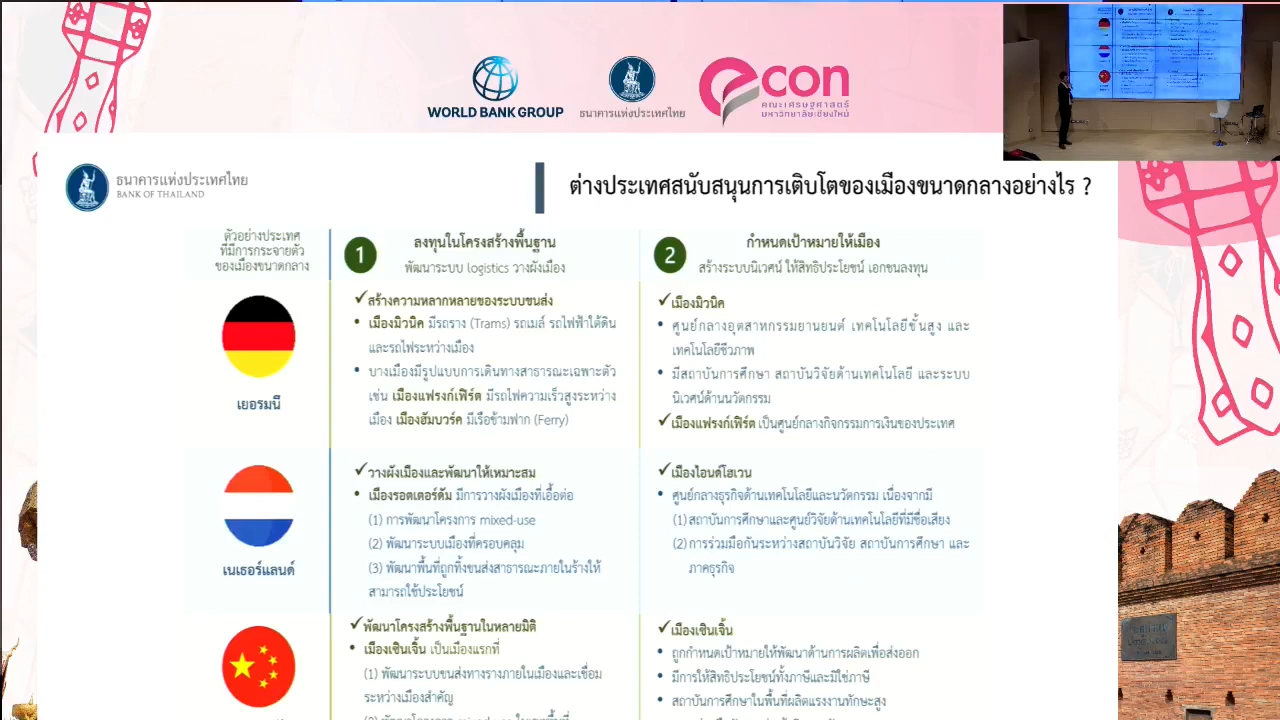 WORLD BANK GROUP
ธนาคารแห่งประเทศไทย
econ
คณะเศรษฐศาสตร์
มหาวิทยาลัยเชียงใหม่
ธนาคารแห่งประเทศไทย
BANK OF THAILAND
ต่างประเทศสนับสนุนการเติบโตของเมืองขนาดกลางอย่างไร ?
ตัวอย่างประเทศ
ที่มีการกระจายตัว
ของเมืองขนาดกลาง
1
ลงทุนในโครงสร้างพื้นฐาน
พัฒนาระบบ logistics วางผังเมือง
2
กำหนดเป้าหมายให้เมือง
สร้างระบบนิเวศน์ ให้สิทธิประโยชน์ เอกชนลงทุน
เยอรมนี
✓สร้างความหลากหลายของระบบขนส่ง
• เมืองมิวนิค มีรถราง (Trams) รถเมล์ รถไฟฟ้าใต้ดิน
และรถไฟระหว่างเมือง
• บางเมืองมีรูปแบบการเดินทางสาธารณะเฉพาะตัว
เช่น เมืองแฟรงก์เฟิร์ต มีรถไฟความเร็วสูงระหว่าง
เมือง เมืองฮัมบวร์ค มีเรือข้ามฟาก (Ferry)
✓เมืองมิวนิค
• ศูนย์กลางอุตสาหกรรมยานยนต์ เทคโนโลยีขั้นสูง และ
เทคโนโลยีชีวภาพ
• มีสถาบันการศึกษา สถาบันวิจัยด้านเทคโนโลยี และระบบ
นิเวศน์ด้านนวัตกรรม
✓เมืองแฟรงก์เฟิร์ต เป็นศูนย์กลางกิจกรรมการเงินของประเทศ
เนเธอร์แลนด์
✓วางผังเมืองและพัฒนาให้เหมาะสม
• เมืองรอตเตอร์ดัม มีการวางผังเมืองที่เอื้อต่อ
(1) การพัฒนาโครงการ mixed-use
(2) พัฒนาระบบเมืองที่ครอบคลุม
(3) พัฒนาพื้นที่ถูกทิ้งขนส่งสาธารณะภายในร้างให้
สามารถใช้ประโยชน์
✓เมืองไอนด์โฮเวน
• ศูนย์กลางธุรกิจด้านเทคโนโลยีและนวัตกรรม เนื่องจากมี
(1) สถาบันการศึกษาและศูนย์วิจัยด้านเทคโนโลยีที่มีชื่อเสียง
(2) การร่วมมือกันระหว่างสถาบันวิจัย สถาบันการศึกษา และ
ภาคธุรกิจ
✓พัฒนาโครงสร้างพื้นฐานในหลายมิติ
• เมืองเซินเจิ้น เป็นเมืองแรกที่
(1) พัฒนาระบบขนส่งทางรางภายในเมืองและเชื่อม
ระหว่างเมืองสำคัญ
✓เมืองเซินเจิ้น
• ถูกกำหนดเป้าหมายให้พัฒนาด้านการผลิตเพื่อส่งออก
• มีการให้สิทธิประโยชน์ทั้งภาษีและมิใช่ภาษี
• สถาบันการศึกษาในพื้นที่ผลิตแรงงานทักษะสูง